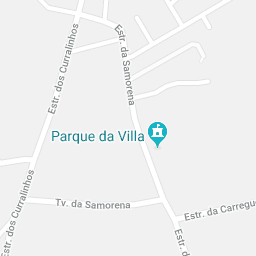 Estr. da Samorena
Estr. dos Curralinhos
Parque da Villa
Tv. da Samorena
Estr. da Carregue
Estr. dos Curralinhos
Estr. da